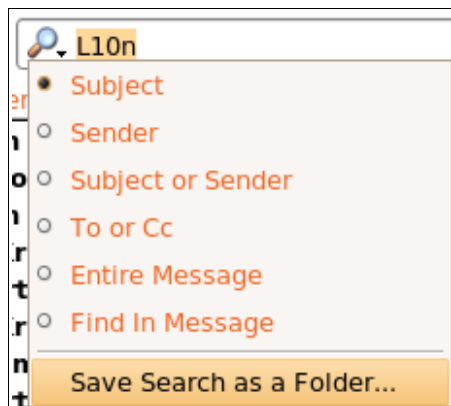 L10n
Subject
Sender
Subject or Sender
To or Cc
Entire Message
Find In Message
Save Search as a Folder...